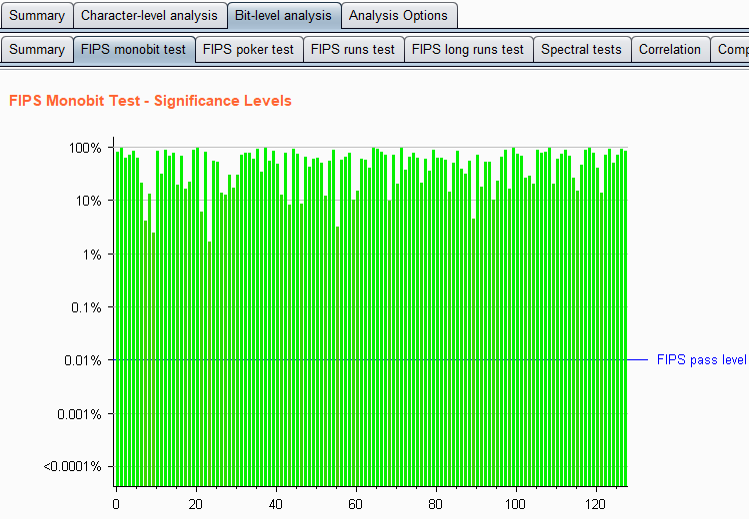 Summary Character-level analysis Bit-level analysis Analysis Options
Summary FIPS monobit test FIPS poker test FIPS runs test FIPS long runs test Spectral tests Correlation Comp
FIPS Monobit Test - Significance Levels
100%
10%
1%
0.1%
0.01% FIPS pass level
0.001%
<0.0001%
0 20 40 60 80 100 120